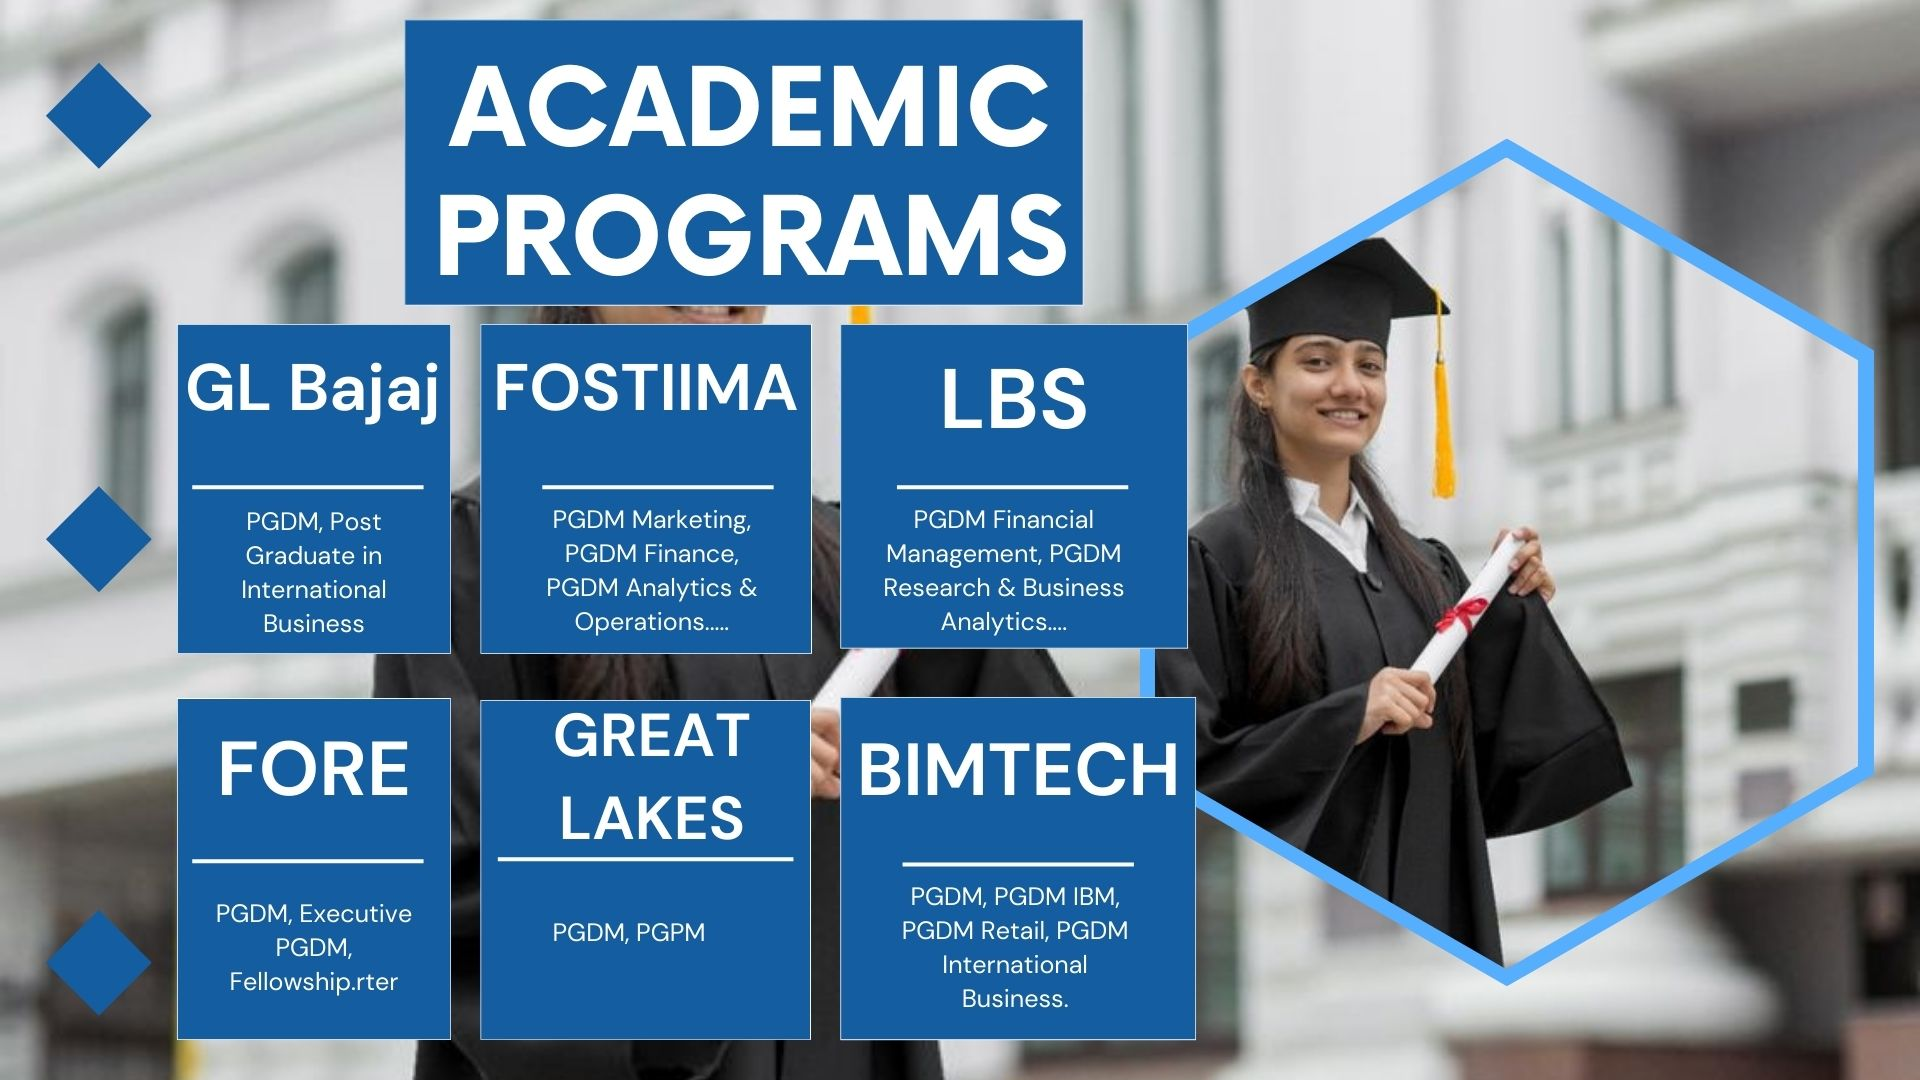 ACADEMIC
PROGRAMS
GL Bajaj
PGDM, Post
Graduate in
International
Business
FOSTIIMA
PGDM Marketing,
PGDM Finance,
PGDM Analytics &
Operations.....
LBS
PGDM Financial
Management, PGDM
Research & Business
Analytics....
FORE
PGDM, Executive
PGDM,
Fellowship.rter
GREAT
LAKES
PGDM, PGPM
BIMTECH
PGDM, PGDM IBM,
PGDM Retail, PGDM
International
Business.